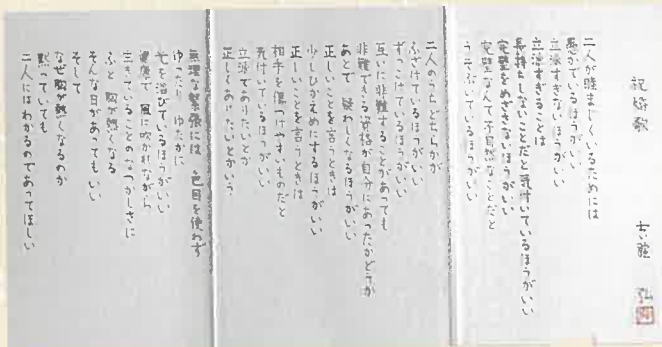 祝婚歌
吉野 弘
二人が睦まじくいるためには
愚かでいるほうがいい
立派すぎないほうがいい
立派すぎることは
長持ちしないことだと気付いているほうがいい
完璧をめざさないほうがいい
完璧なんて不自然なことだと
うそぶいているほうがいい
二人のうちどちらかが
ふざけているほうがいい
ずっこけているほうがいい
互いに非難することがあっても
非難できる資格が自分にあったかどうか
あとで 疑わしくなるほうがいい
正しいことを言うときは
少しひかえめにするほうがいい
正しいことを言うときは
相手を傷つけやすいものだと
気付いているほうがいい
立派でありたいとか
正しくありたいとかいう
無理な緊張には 色目を使わず
ゆったり ゆたかに
光を浴びているほうがいい
健康で 風に吹かれながら
生きていることのなつかしさに
ふと 胸が熱くなる
そんな日があってもいい
そして
なぜ胸が熱くなるのか
黙っていても
二人にはわかるのであってほしい